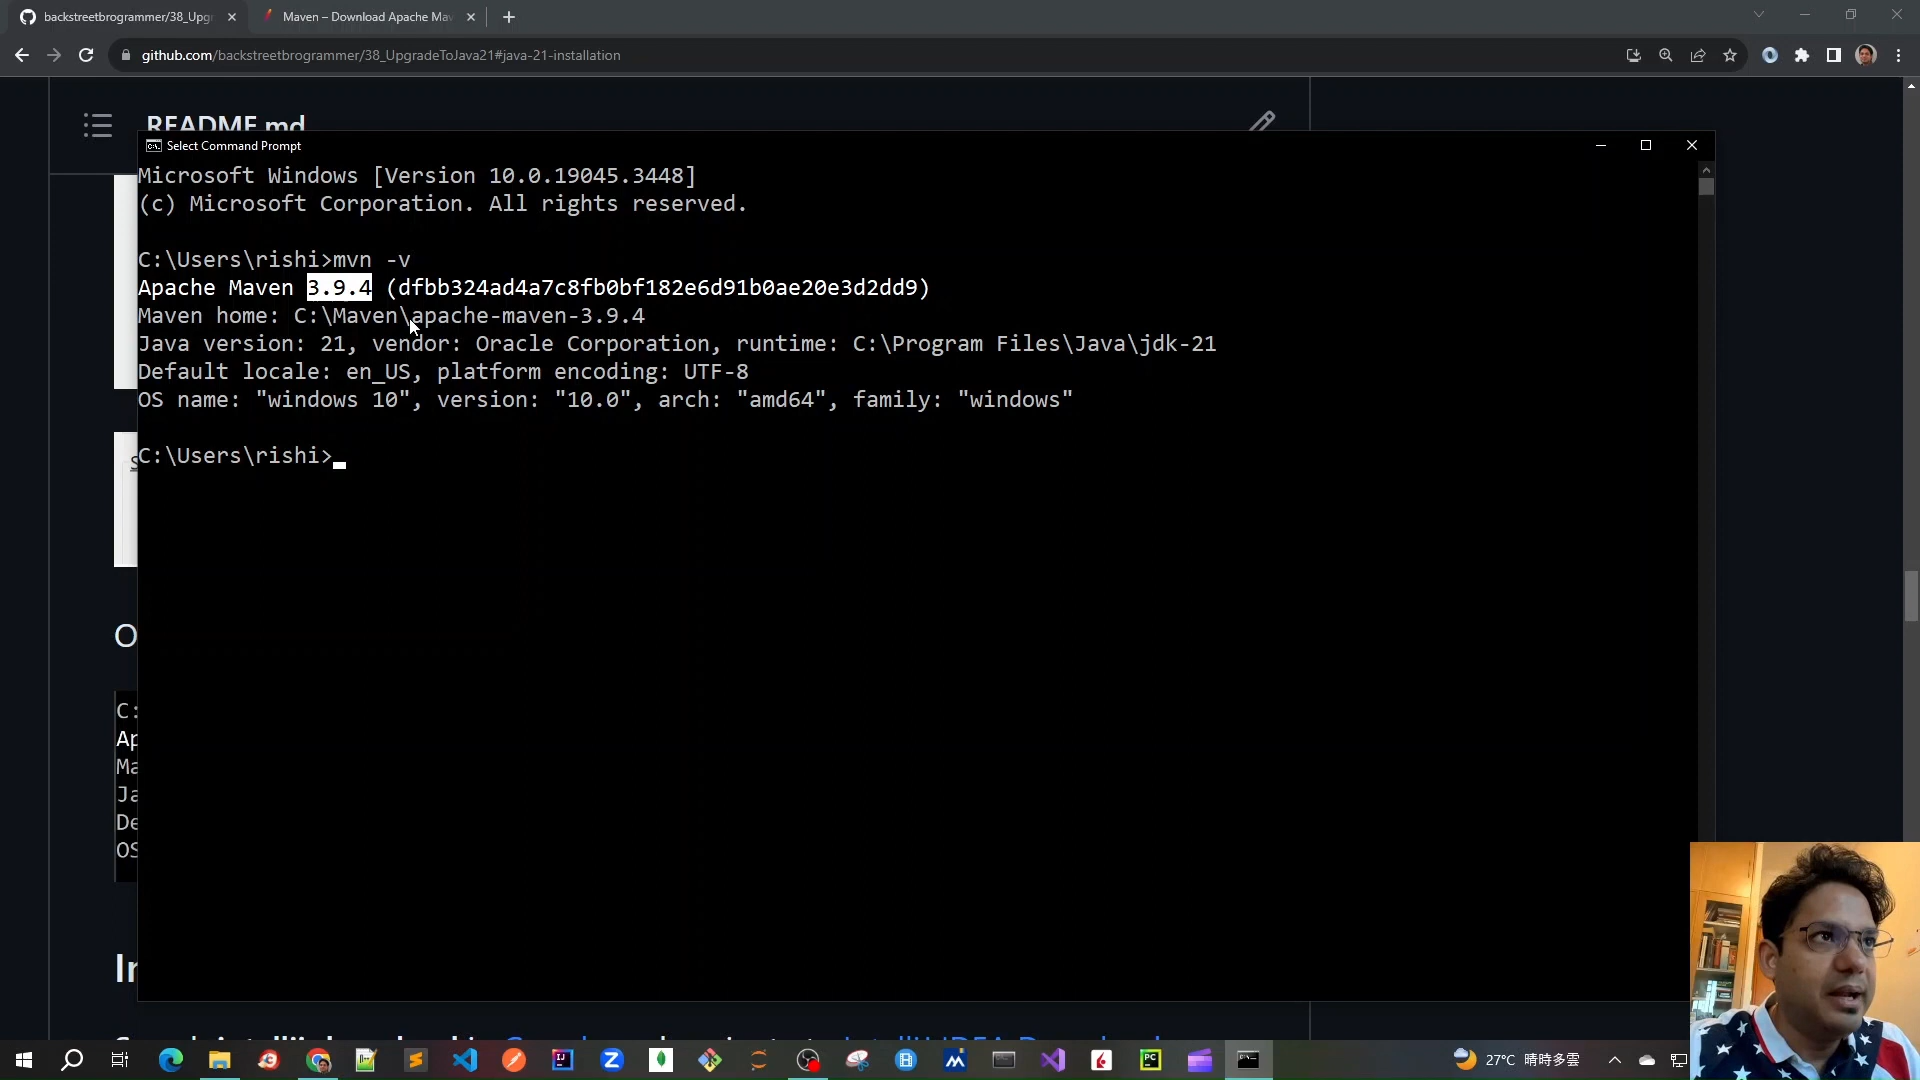 backstreetbrogrammer/38_Upg
Maven – Download Apache Mav
github.com/backstreetbrogrammer/38_UpgradeToJava21#java-21-installation
README.md
Select Command Prompt
Microsoft Windows [Version 10.0.19045.3448]
(c) Microsoft Corporation. All rights reserved.
C:\Users\rishi>mvn -v
Apache Maven 3.9.4 (dfbb324ad4a7c8fb0bf182e6d91b0ae20e3d2dd9)
Maven home: C:\Maven\apache-maven-3.9.4
Java version: 21, vendor: Oracle Corporation, runtime: C:\Program Files\Java\jdk-21
Default locale: en_US, platform encoding: UTF-8
OS name: "windows 10", version: "10.0", arch: "amd64", family: "windows"
C:\Users\rishi>
O
C:
Ap
Ma
Ja
De
OS
In
27°C 晴時多雲